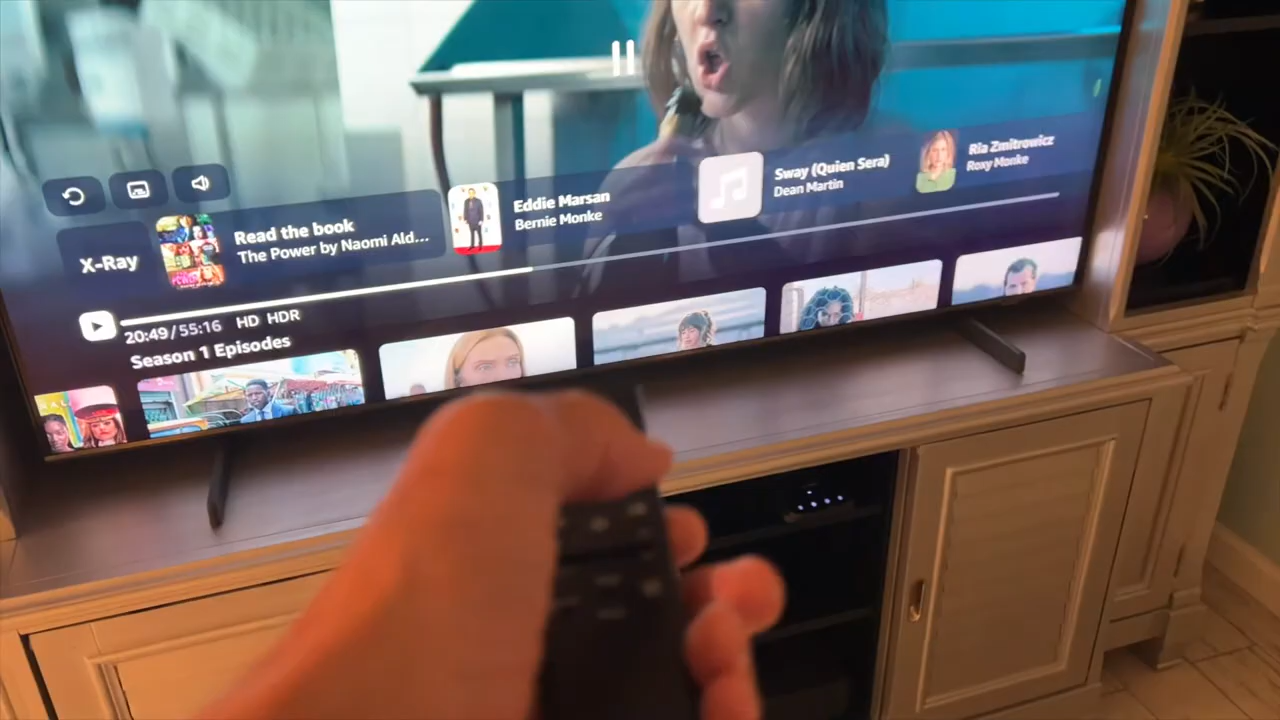 X-Ray
Read the book
The Power by Naomi Ald...
Eddie Marsan
Bernie Monke
Sway (Quien Sera)
Dean Martin
Ria Zmitrowicz
Roxy Monke
20:49/55:16 HD HDR
Season 1 Episodes